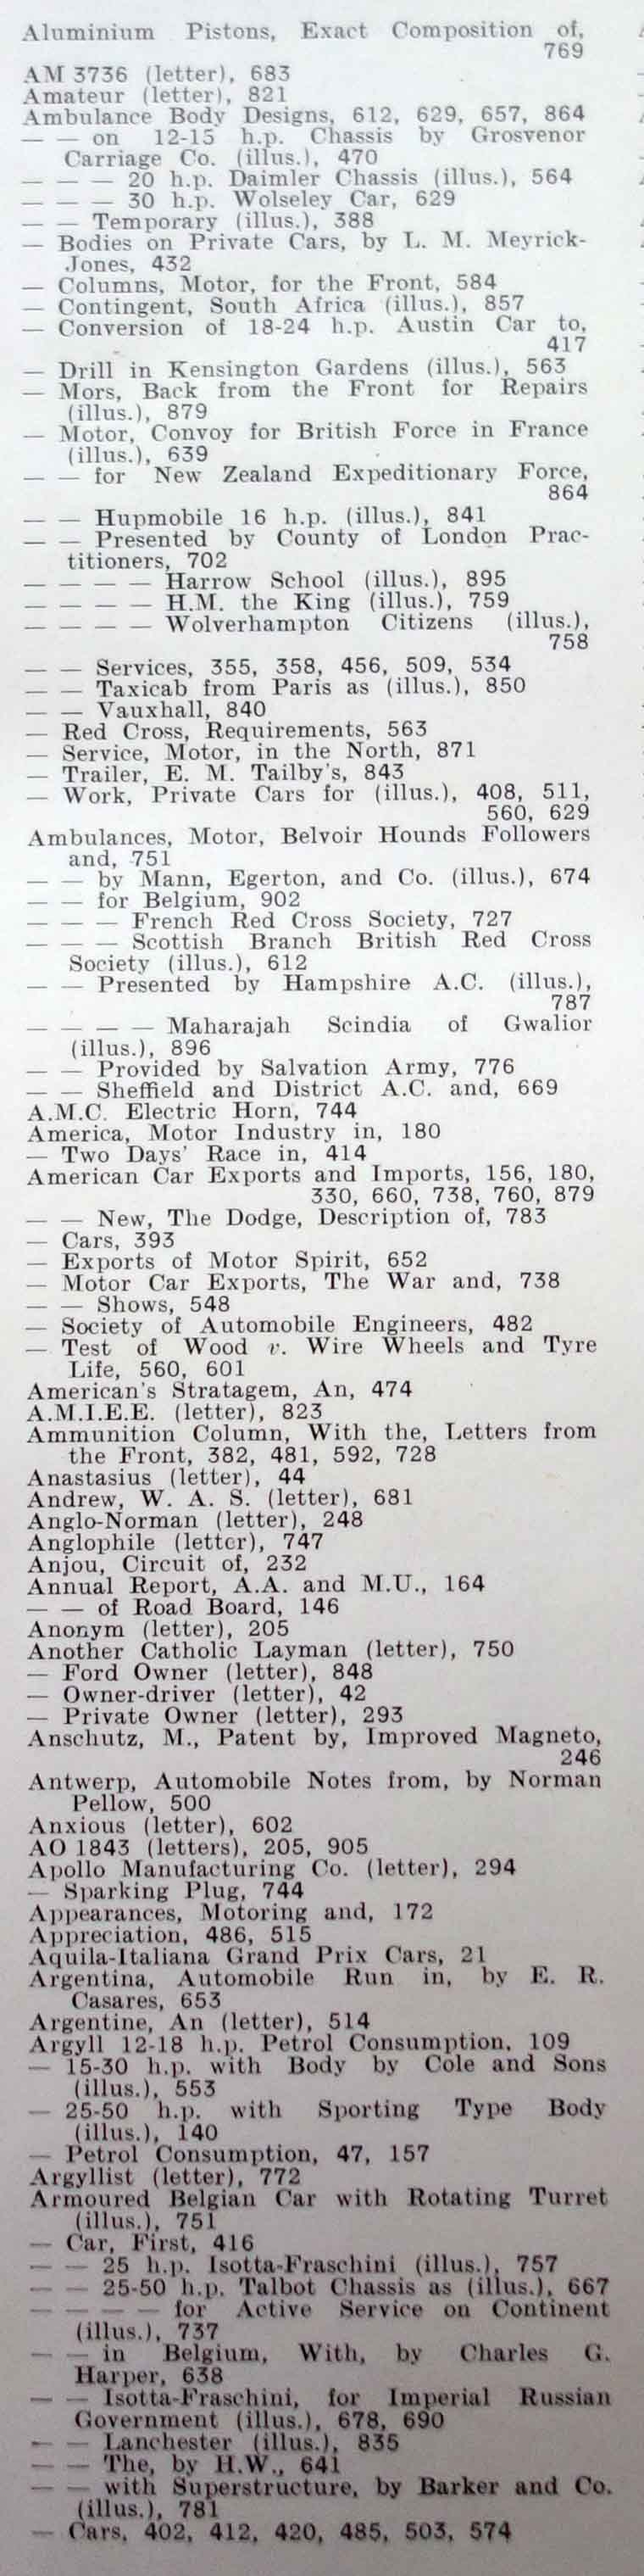 Aluminium Pistons, Exact Composition of,
769
AM 3736 (letter), 683
Amateur (letter), 821
Ambulance Body Designs, 612, 629, 657, 864
— — on 12-15 h.p. Chassis by Grosvenor
Carriage Co. (illus.), 470
— — — 20 h.p. Daimler Chassis (illus.), 564
— — — 30 h.p. Wolseley Car, 629
— — Temporary (illus.), 388
— Bodies on Private Cars, by L. M. Meyrick-
Jones, 432
— Columns, Motor, for the Front, 584
— Contingent, South Africa (illus.), 857
— Conversion of 18-24 h.p. Austin Car to,
417
— Drill in Kensington Gardens (illus.), 563
— Mors, Back from the Front for Repairs
(illus.), 879
— Motor, Convoy for British Force in France
(illus.), 639
— — for New Zealand Expeditionary Force,
864
— — Hupmobile 16 h.p. (illus.), 841
— — Presented by County of London Prac-
titioners, 702
— — — — Harrow School (illus.), 895
— — — — H.M. the King (illus.), 759
— — — — Wolverhampton Citizens (illus.),
758
— — Services, 355, 358, 456, 509, 534
— — Taxicab from Paris as (illus.), 850
— — Vauxhall, 840
— Red Cross, Requirements, 563
— Service, Motor, in the North, 871
— Trailer, E. M. Tailby's, 843
— Work, Private Cars for (illus.), 408, 511,
560, 629
Ambulances, Motor, Belvoir Hounds Followers
and, 751
— — by Mann, Egerton, and Co. (illus.), 674
— — for Belgium, 902
— — — French Red Cross Society, 727
— — — Scottish Branch British Red Cross
Society (illus.), 612
— — Presented by Hampshire A.C. (illus.),
787
— — — — Maharajah Scindia of Gwalior
(illus.), 896
— — Provided by Salvation Army, 776
— — Sheffield and District A.C. and, 669
A.M.C. Electric Horn, 744
America, Motor Industry in, 180
— Two Days' Race in, 414
American Car Exports and Imports, 156, 180,
330, 660, 738, 760, 879
— — New, The Dodge, Description of, 783
— Cars, 393
— Exports of Motor Spirit, 652
— Motor Car Exports, The War and, 738
— — Shows, 548
— Society of Automobile Engineers, 482
— Test of Wood v. Wire Wheels and Tyre
Life, 560, 601
American's Stratagem, An, 474
A.M.I.E.E. (letter), 823
Ammunition Column, With the, Letters from
the Front, 382, 481, 592, 728
Anastasius (letter), 44
Andrew, W. A. S. (letter), 681
Anglo-Norman (letter), 248
Anglophile (letter), 747
Anjou, Circuit of, 232
Annual Report, A.A. and M.U., 164
— — of Road Board, 146
Anonym (letter), 205
Another Catholic Layman (letter), 750
— Ford Owner (letter), 848
— Owner-driver (letter), 42
— Private Owner (letter), 293
Anschutz, M., Patent by, Improved Magneto,
246
Antwerp, Automobile Notes from, by Norman
Pellow, 500
Anxious (letter), 602
AO 1843 (letters), 205, 905
Apollo Manufacturing Co. (letter), 294
— Sparking Plug, 744
Appearances, Motoring and, 172
Appreciation, 486, 515
Aquila-Italiana Grand Prix Cars, 21
Argentina, Automobile Run in, by E. R.
Casares, 653
Argentine, An (letter), 514
Argyll 12-18 h.p. Petrol Consumption, 109
— 15-30 h.p. with Body by Cole and Sons
(illus.), 553
— 25-50 h.p. with Sporting Type Body
(illus.), 140
— Petrol Consumption, 47, 157
Argyllist (letter), 772
Armoured Belgian Car with Rotating Turret
(illus.), 751
— Car, First, 416
— — 25 h.p. Isotta-Fraschini (illus.), 757
— — 25-50 h.p. Talbot Chassis as (illus.), 667
— — — — for Active Service on Continent
(illus.), 737
— — in Belgium, With, by Charles G.
Harper, 638
— — Isotta-Fraschini, for Imperial Russian
Government (illus.), 678, 690
— — Lanchester (illus.), 835
— — The, by H.W., 641
— — with Superstructure, by Barker and Co.
(illus.), 781
— Cars, 402, 412, 420, 485, 503, 574